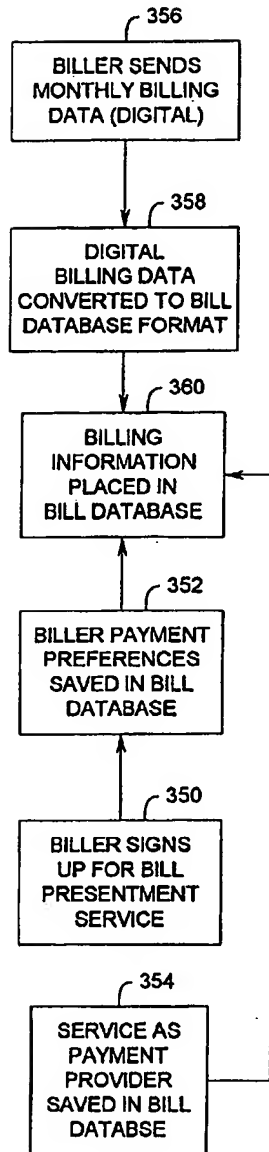 356
BILLER SENDS
MONTHLY BILLING
DATA (DIGITAL)
358
DIGITAL
BILLING DATA
CONVERTED TO BILL
DATABASE FORMAT
360
BILLING
INFORMATION
PLACED IN
BILL DATABASE
352
BILLER PAYMENT
PREFERENCES
SAVED IN BILL
DATABASE
350
BILLER SIGNS
UP FOR BILL
PRESENTMENT
SERVICE
354
SERVICE AS
PAYMENT
PROVIDER
SAVED IN BILL
DATABSE